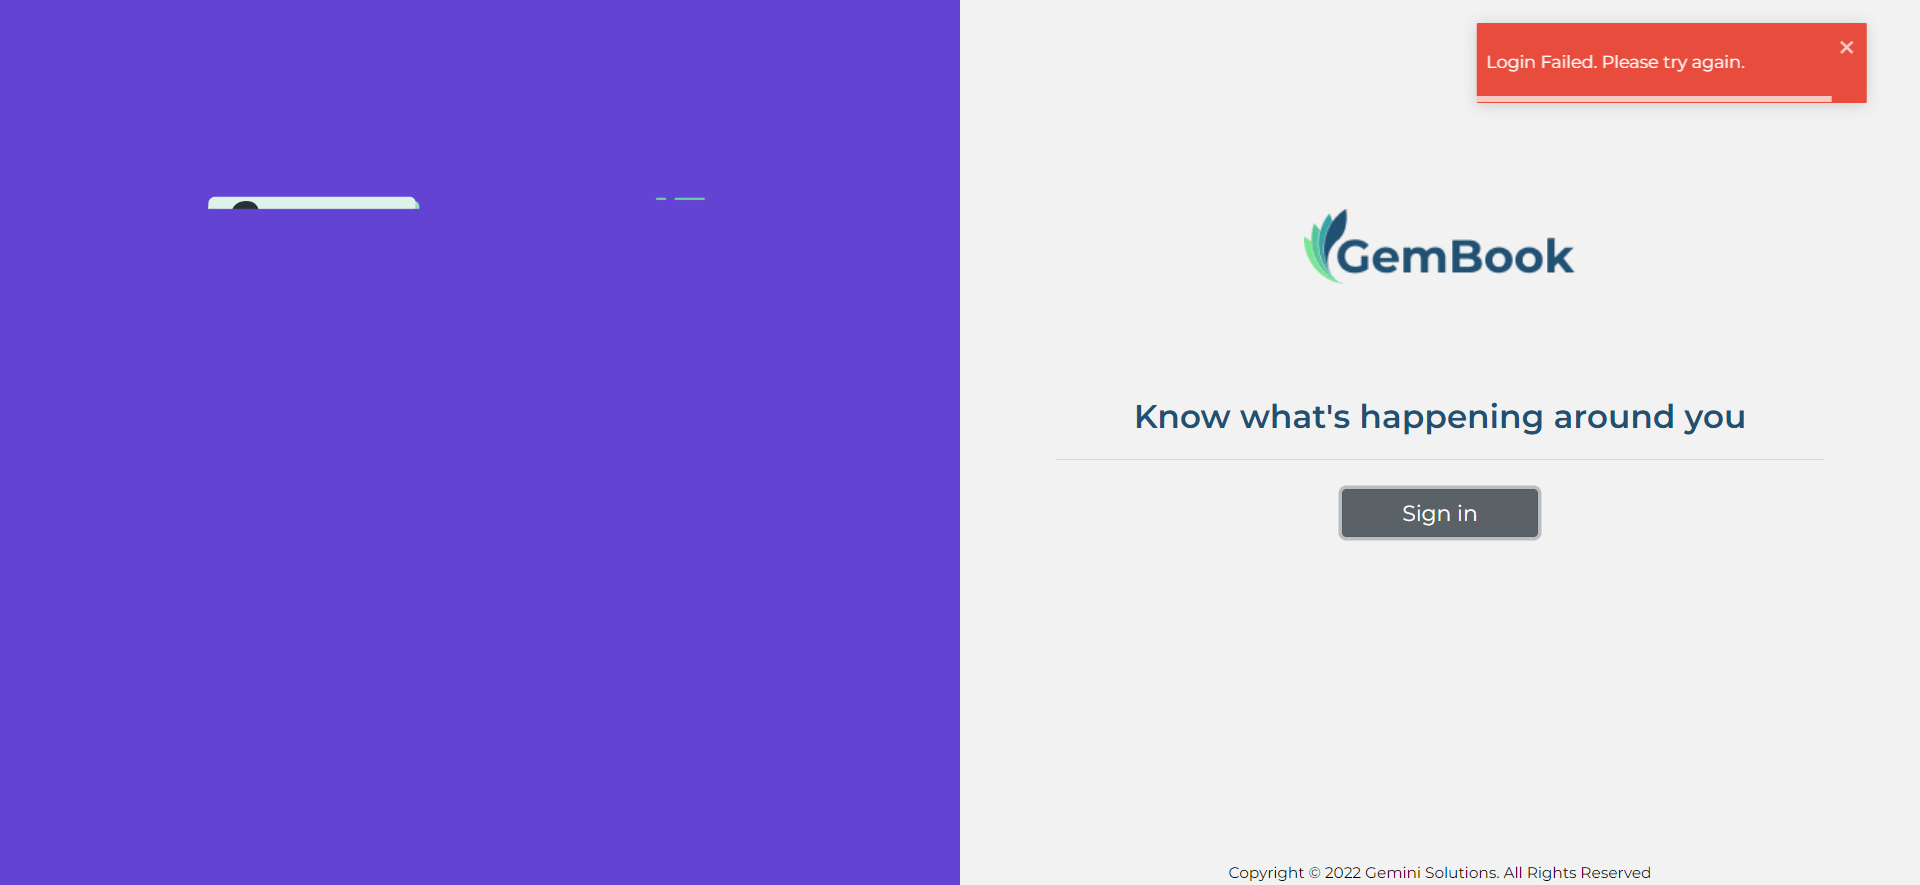 Login Failed. Please try again.
GemBook
Know what's happening around you
Sign in
Copyright © 2022 Gemini Solutions. All Rights Reserved